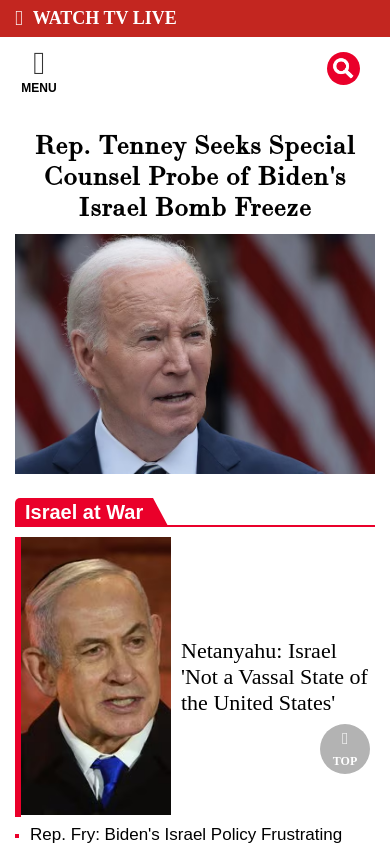 WATCH TV LIVE
MENU
Rep. Tenney Seeks Special
Counsel Probe of Biden's
Israel Bomb Freeze
Israel at War
Netanyahu: Israel
'Not a Vassal State of
the United States'
TOP
Rep. Fry: Biden's Israel Policy Frustrating